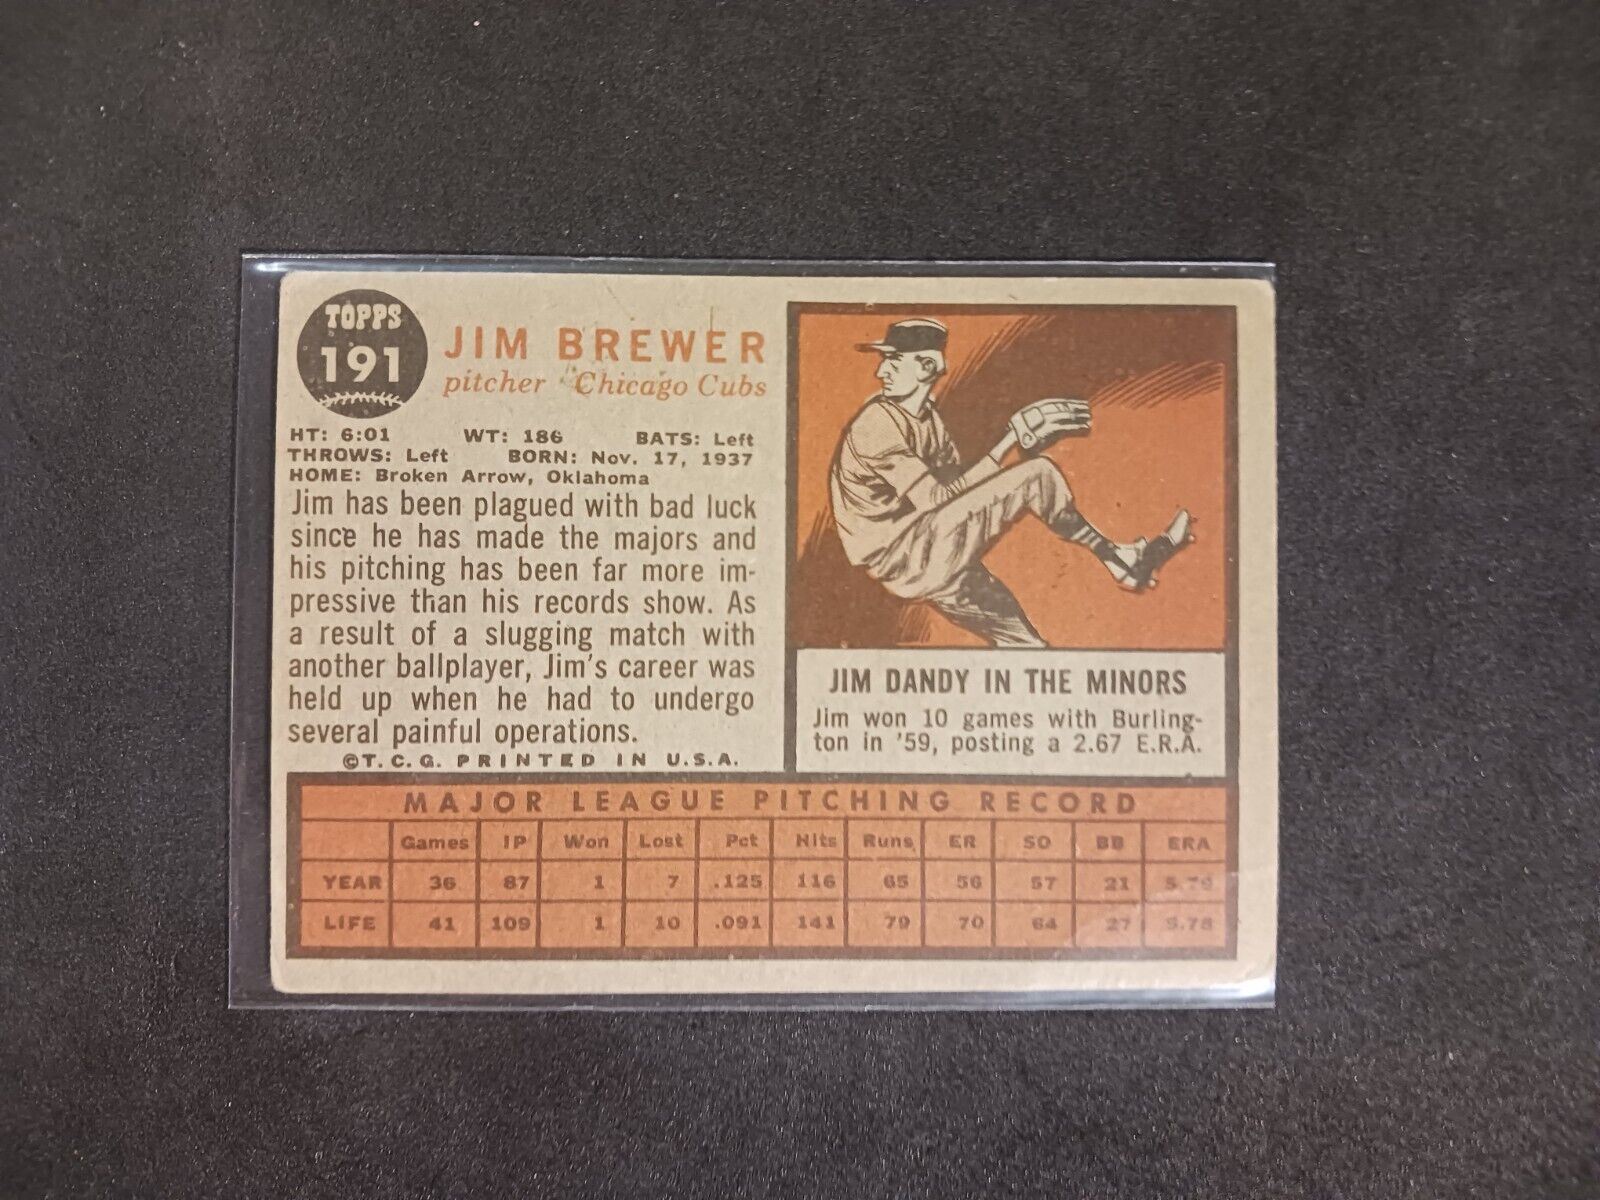 TOPPS
191
JIM BREWER
pitcher Chicago Cubs
HT: 6:01 WT: 186 BATS: Left
THROWS: Left BORN: Nov. 17, 1937
HOME: Broken Arrow, Oklahoma
Jim has been plagued with bad luck
since he has made the majors and
his pitching has been far more im-
pressive than his records show. As
a result of a slugging match with
another ballplayer, Jim's career was
held up when he had to undergo
several painful operations.
©T. C. G. PRINTED IN U.S.A.
JIM DANDY IN THE MINORS
Jim won 10 games with Burling-
ton in '59, posting a 2.67 E.R.A.
MAJOR LEAGUE PITCHING RECORD
Games IP Won Lost Pct Hits Runs ER SO BB ERA
YEAR 36 87 1 7 .125 116 65 56 57 21 5.79
LIFE 41 109 1 10 .091 141 79 70 64 27 5.78